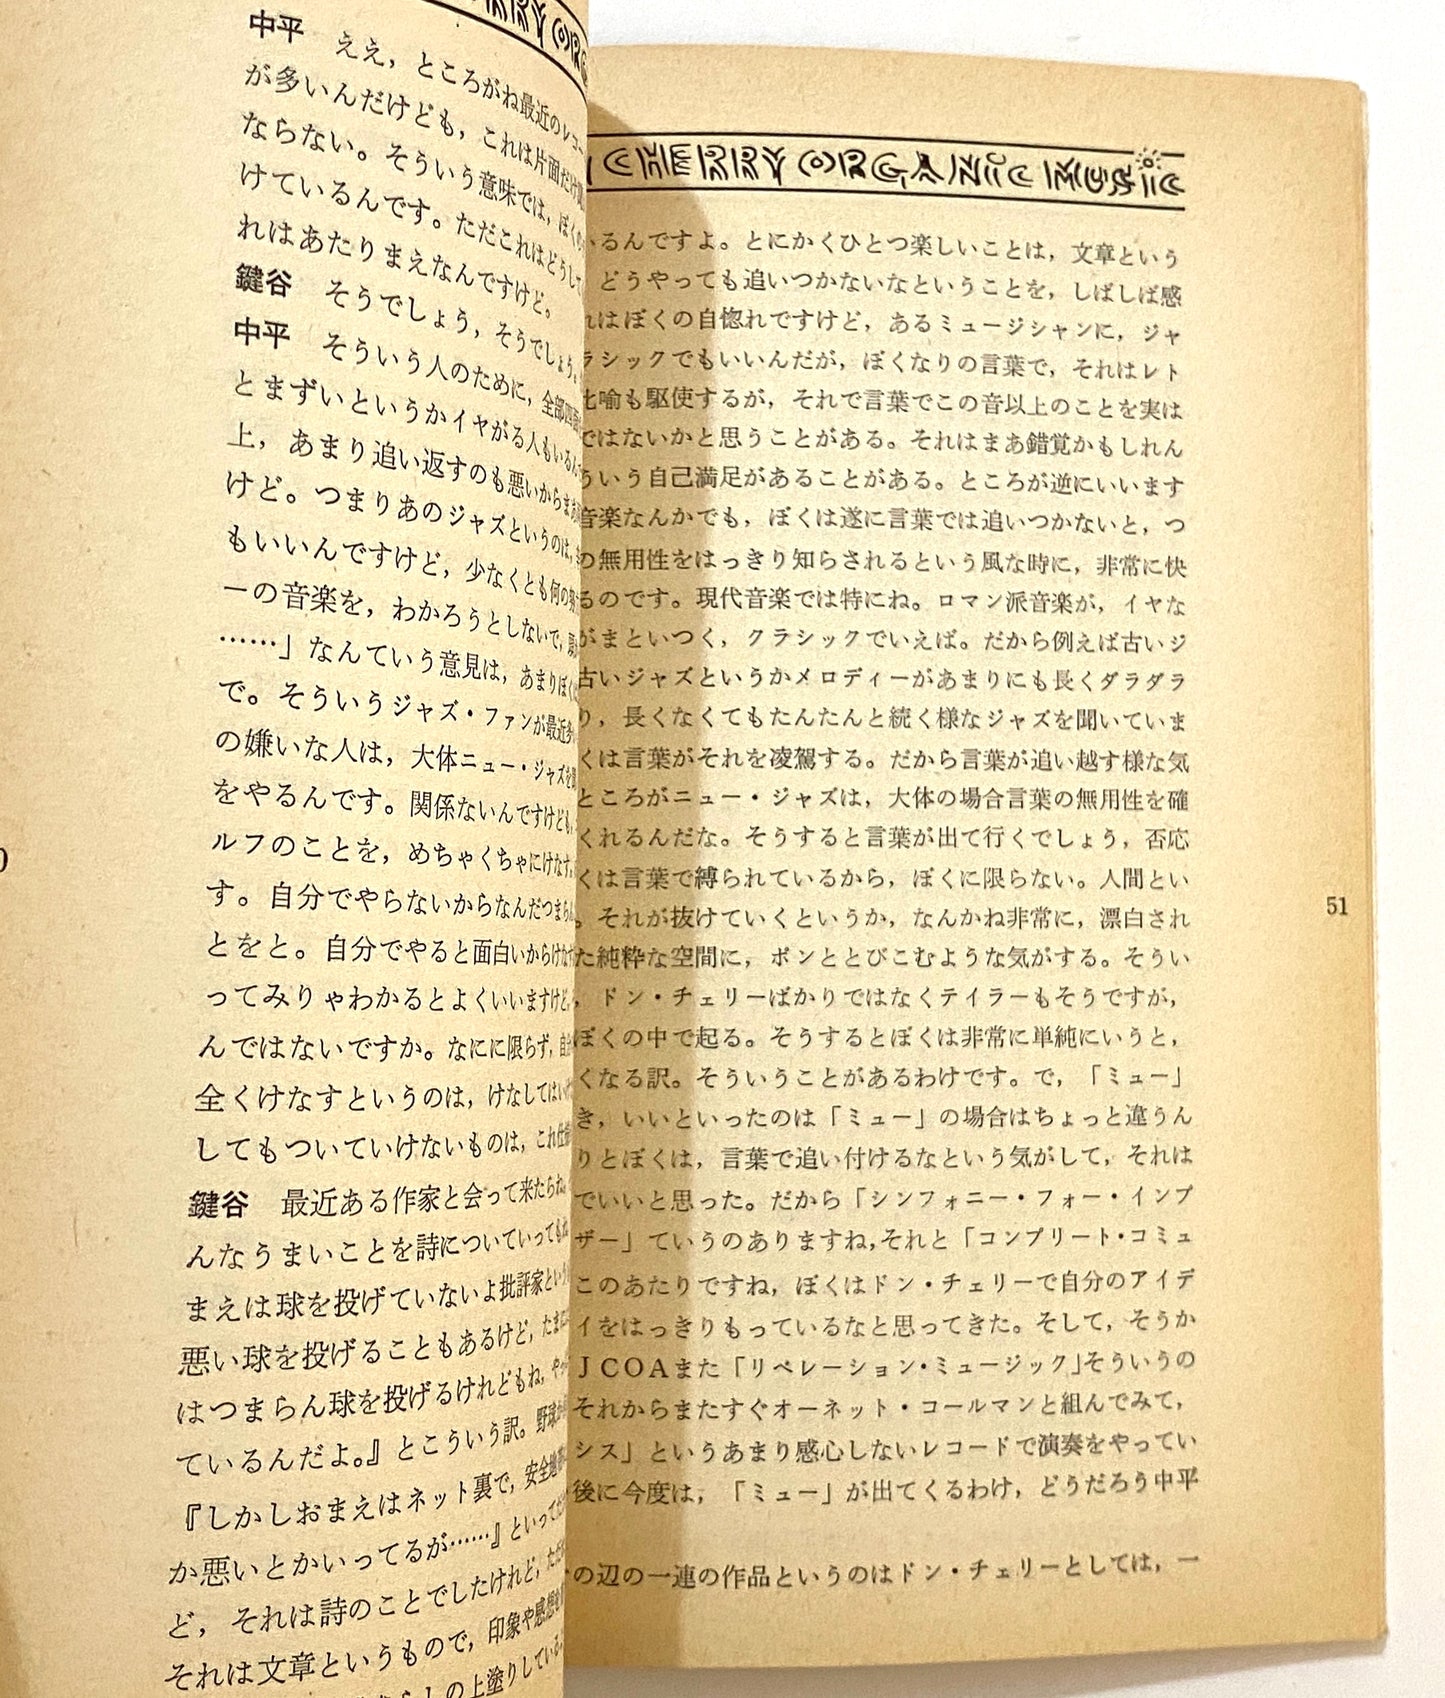 中平　ええ，ところがね最近のレコー
が多いんだけども，これは片面だけ
ならない。そういう意味では，ぼくの
けているんです。ただこれはどうして
れはあたりまえなんですけど。
鍵谷　そうでしょう，そうでしょう。
中平　そういう人のために，全部四面
とまずいというかイヤがる人もいるん
上，あまり追い返すのも悪いからま
けど。つまりあのジャズというのは，
もいいんですけど，少なくとも何の
ーの音楽を，わかろうとしないで，
……」なんていう意見は，あまりぼく
で。そういうジャズ・ファンが最近多
の嫌いな人は，大体ニュー・ジャズを
をやるんです。関係ないんですけども，
ルフのことを，めちゃくちゃにけなす。
す。自分でやらないからなんだつまらん
とをと。自分でやると面白いからけなす
ってみりゃわかるとよくいいますけど，
んではないですか。なにに限らず，自
全くけなすというのは，けなしてはい
してもついていけないものは，これ仕
鍵谷　最近ある作家と会って来たら
んなうまいことを詩についていっても
まえは球を投げていないよ批評家という
悪い球を投げることもあるけど，たまに
はつまらん球を投げるけれどもね，や
ているんだよ。』とこういう訳。野球
『しかしおまえはネット裏で，安全地
か悪いとかいってるが……』といって
ど，それは詩のことでしたけれど，ただ
それは文章というもので，印象や感想を
らしの上塗りしている
CHERRY ORGANIC MUSIC
いるんですよ。とにかくひとつ楽しいことは，文章という
どうやっても追いつかないなということを，しばしば感
れはぼくの自惚れですけど，あるミュージシャンに，ジャ
ラシックでもいいんだが，ぼくなりの言葉で，それはレト
比喩も駆使するが，それで言葉でこの音以上のことを実は
ではないかと思うことがある。それはまあ錯覚かもしれん
ういう自己満足があることがある。ところが逆にいいます
音楽なんかでも，ぼくは遂に言葉では追いつかないと，つ
の無用性をはっきり知らされるという風な時に，非常に快
るのです。現代音楽では特にね。ロマン派音楽が，イヤな
がまといつく，クラシックでいえば。だから例えば古いジ
古いジャズというかメロディーがあまりにも長くダラダラ
り，長くなくてもたんたんと続く様なジャズを聞いていま
くは言葉がそれを凌駕する。だから言葉が追い越す様な気
ところがニュー・ジャズは，大体の場合言葉の無用性を確
くれるんだな。そうすると言葉が出て行くでしょう，否応
くは言葉で縛られているから，ぼくに限らない。人間とい
。それが抜けていくというか，なんかね非常に，漂白され
た純粋な空間に，ポンととびこむような気がする。そうい
，ドン・チェリーばかりではなくテイラーもそうですが，
ぼくの中で起る。そうするとぼくは非常に単純にいうと，
くなる訳。そういうことがあるわけです。で，「ミュー」
き，いいといったのは「ミュー」の場合はちょっと違うん
りとぼくは，言葉で追い付けるなという気がして，それは
でいいと思った。だから「シンフォニー・フォー・インプ
ザー」ていうのありますね，それと「コンプリート・コミュ
このあたりですね，ぼくはドン・チェリーで自分のアイデ
イをはっきりもっているなと思ってきた。そして，そうか
JCOAまた「リベレーション・ミュージック」そういうの
それからまたすぐオーネット・コールマンと組んでみて，
シス」というあまり感心しないレコードで演奏をやってい
後に今度は，「ミュー」が出てくるわけ，どうだろう中平
の辺の一連の作品というのはドン・チェリーとしては，一
51